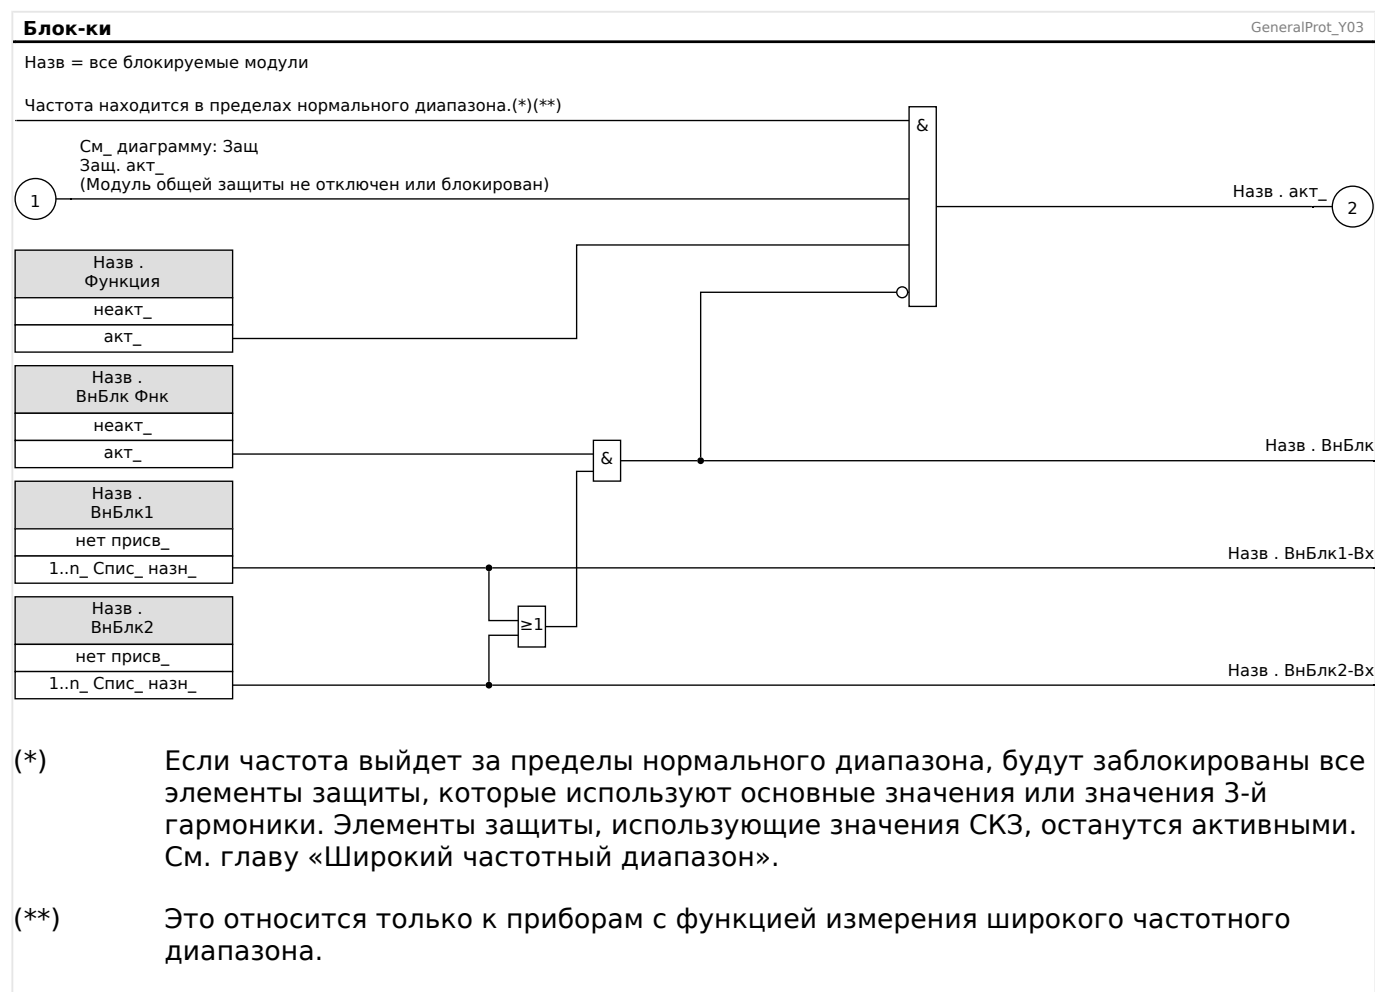 Блок-ки
GeneralProt_Y03
Назв = все блокируемые модули
Частота находится в пределах нормального диапазона.(*)(**)
&
См_ диаграмму: Защ
Защ. акт_
(Модуль общей защиты не отключен или блокирован)
1
Назв . акт_
2
Назв .
Функция
неакт_
акт_
Назв .
ВнБлк Фнк
неакт_
акт_
&
Назв . ВнБлк
Назв .
ВнБлк1
нет присв_
1..n_ Спис_ назн_
Назв . ВнБлк1-Вх
≥1
Назв .
ВнБлк2
нет присв_
1..n_ Спис_ назн_
Назв . ВнБлк2-Вх
(*) Если частота выйдет за пределы нормального диапазона, будут заблокированы все
элементы защиты, которые используют основные значения или значения 3-й
гармоники. Элементы защиты, использующие значения СКЗ, останутся активными.
См. главу «Широкий частотный диапазон».
(**) Это относится только к приборам с функцией измерения широкого частотного
диапазона.